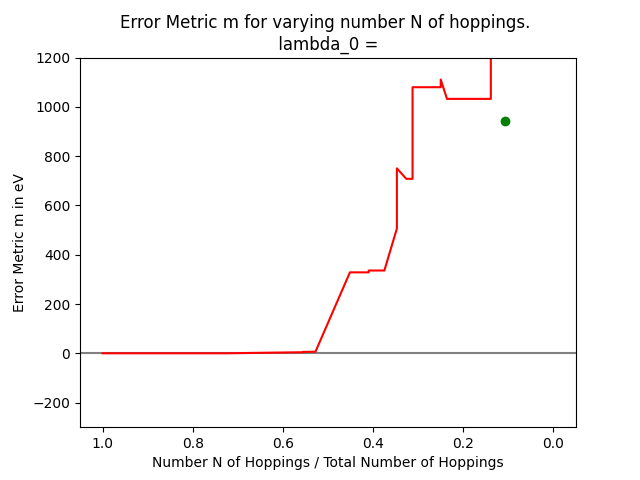 Error Metric m for varying number N of hoppings.
lambda_0 =
1200
1000
800
600
400
200
0
−200
Error Metric m in eV
1.0 0.8 0.6 0.4 0.2 0.0
Number N of Hoppings / Total Number of Hoppings